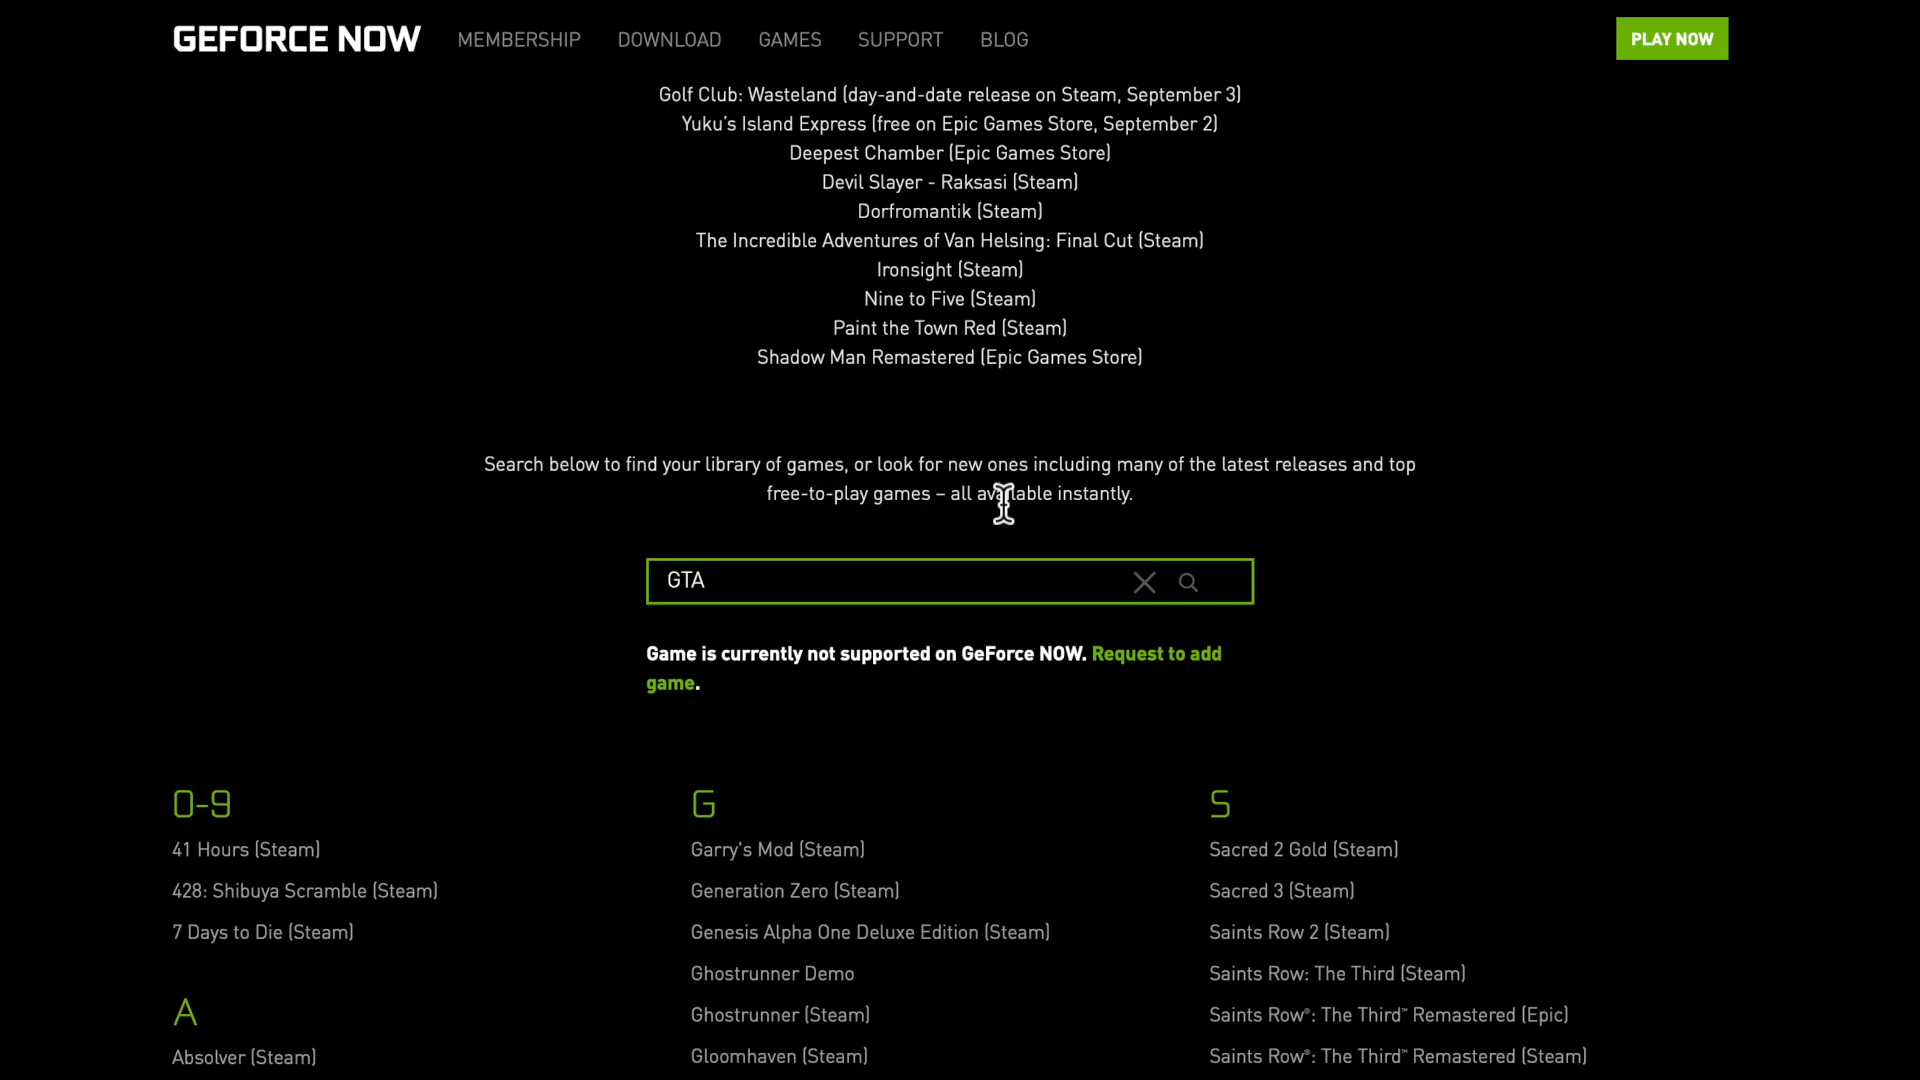 GEFORCE NOW
MEMBERSHIP
DOWNLOAD
GAMES
SUPPORT
BLOG
PLAY NOW
Golf Club: Wasteland (day-and-date release on Steam, September 3)
Yuku's Island Express (free on Epic Games Store, September 2)
Deepest Chamber (Epic Games Store)
Devil Slayer - Raksasi (Steam)
Dorfromantik (Steam)
The Incredible Adventures of Van Helsing: Final Cut (Steam)
Ironsight (Steam)
Nine to Five (Steam)
Paint the Town Red (Steam)
Shadow Man Remastered (Epic Games Store)
Search below to find your library of games, or look for new ones including many of the latest releases and top
free-to-play games – all available instantly.
GTA
Game is currently not supported on GeForce NOW. Request to add
game.
0-9
41 Hours (Steam)
428: Shibuya Scramble (Steam)
7 Days to Die (Steam)
A
Absolver (Steam)
G
Garry's Mod (Steam)
Generation Zero (Steam)
Genesis Alpha One Deluxe Edition (Steam)
Ghostrunner Demo
Ghostrunner (Steam)
Gloomhaven (Steam)
S
Sacred 2 Gold (Steam)
Sacred 3 (Steam)
Saints Row 2 (Steam)
Saints Row: The Third (Steam)
Saints Row®: The Third™ Remastered (Epic)
Saints Row®: The Third™ Remastered (Steam)